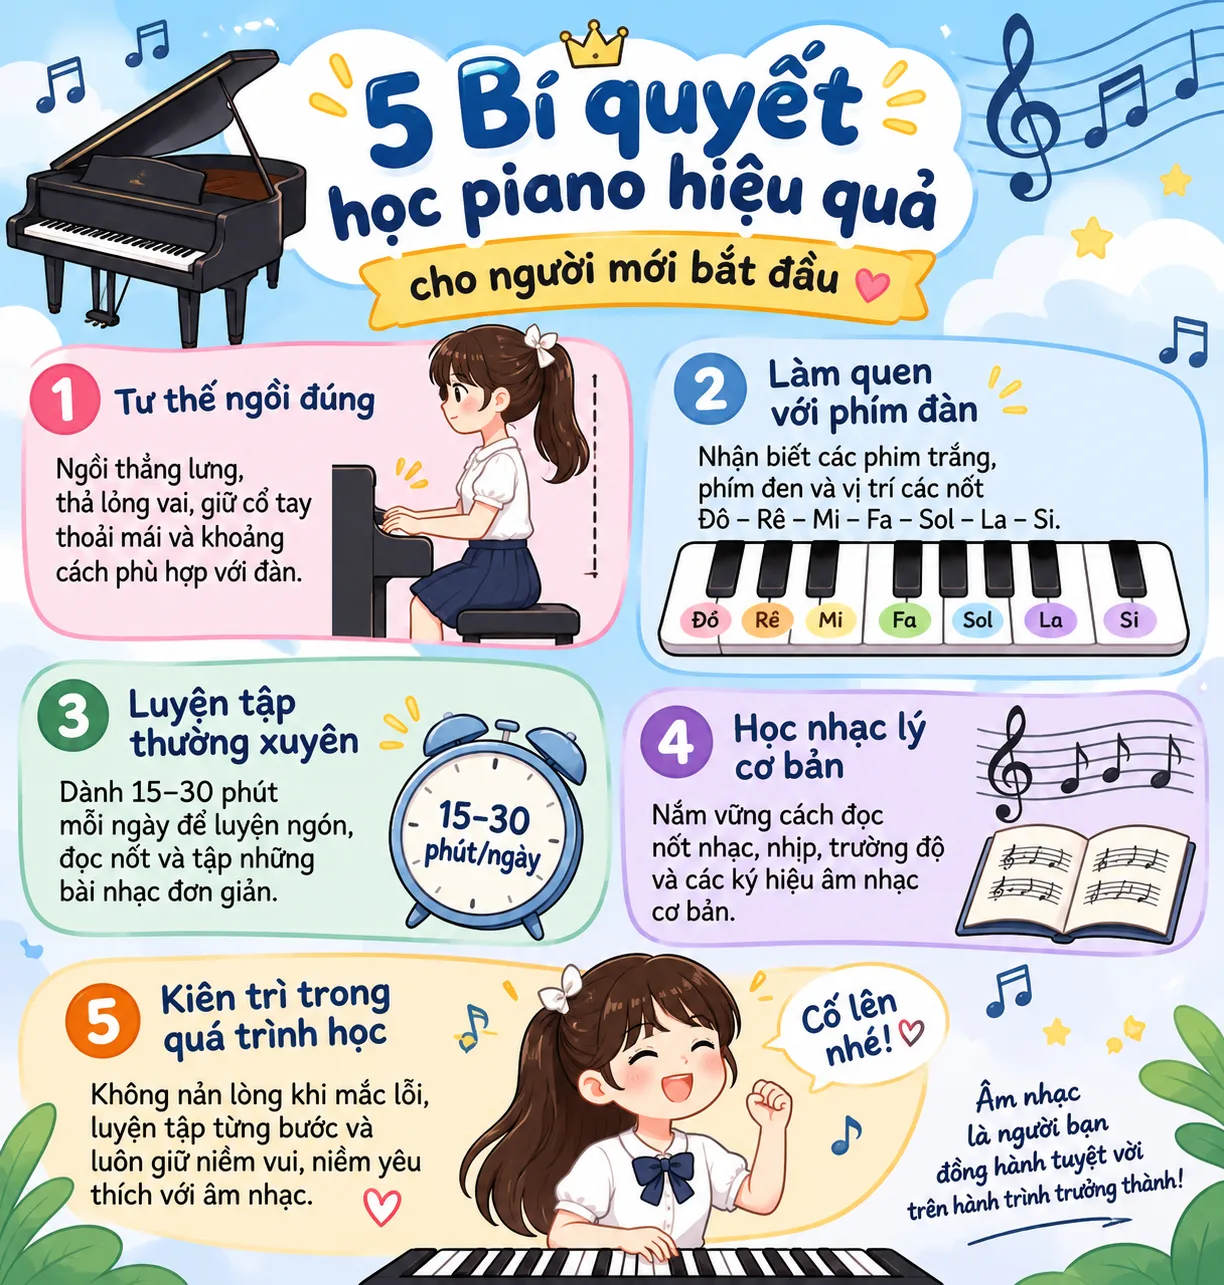 5 Bí quyết
học piano hiệu quả
cho người mới bắt đầu
1
Tư thế ngồi đúng
Ngồi thẳng lưng,
thả lỏng vai, giữ cổ tay
thoải mái và khoảng
cách phù hợp với đàn.
2
Làm quen
với phím đàn
Nhận biết các phim trắng,
phím đen và vị trí các nốt
Đô – Rê – Mi – Fa – Sol – La – Si.
Đố
Rê
Mi
Fa
Sol
La
Si
3
Luyện tập
thường xuyên
Dành 15–30 phút
mỗi ngày để luyện ngón,
đọc nốt và tập những
bài nhạc đơn giản.
15–30
phút/ngày
4
Học nhạc lý
cơ bản
Nắm vững cách đọc
nốt nhạc, nhịp, trường độ
và các ký hiệu âm nhạc
cơ bản.
5
Kiên trì trong
quá trình học
Không nản lòng khi mắc lỗi,
luyện tập từng bước và
luôn giữ niềm vui, niềm yêu
thích với âm nhạc.
Cố lên
nhé!
Âm nhạc
là người bạn
đồng hành tuyệt vời
trên hành trình trưởng thành!